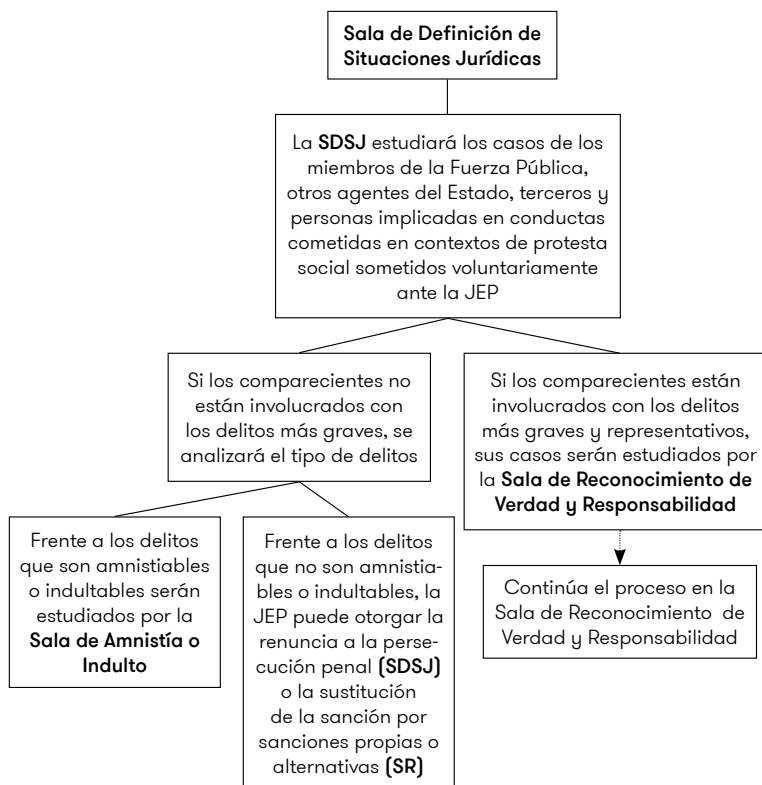 Sala de Definición de
Situaciones Jurídicas
La SDSJ estudiará los casos de los
miembros de la Fuerza Pública,
otros agentes del Estado, terceros y
personas implicadas en conductas
cometidas en contextos de protesta
social sometidos voluntariamente
ante la JEP
Si los comparecientes no
están involucrados con
los delitos más graves, se
analizará el tipo de delitos
Si los comparecientes están
involucrados con los delitos
más graves y representativos,
sus casos serán estudiados por
la Sala de Reconocimiento de
Verdad y Responsabilidad
Frente a los delitos
que son amnistiables
o indultables serán
estudiados por la
Sala de Amnistía o
Indulto
Frente a los delitos
que no son amnistia-
bles o indultables, la
JEP puede otorgar la
renuncia a la perse-
cución penal (SDSJ)
o la sustitución
de la sanción por
sanciones propias o
alternativas (SR)
Continúa el proceso en la
Sala de Reconocimiento de
Verdad y Responsabilidad